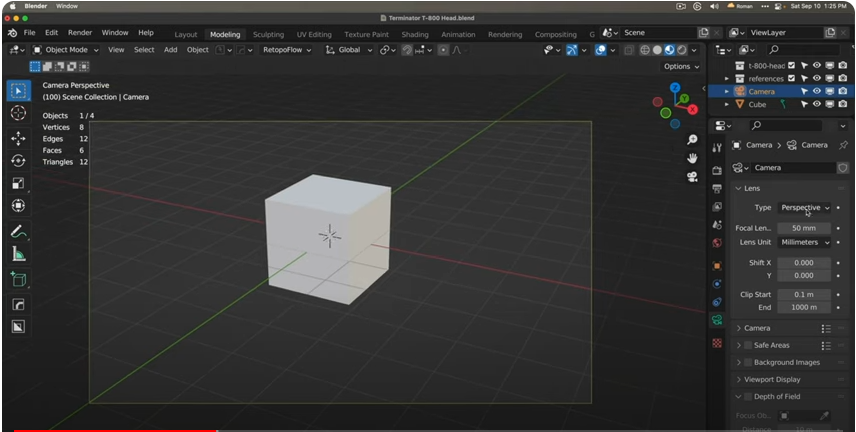 Blender Window Roman Sat Sep 10 1:25 PM
Terminator T-800 Head.blend
File Edit Render Window Help Layout Modeling Sculpting UV Editing Texture Paint Shading Animation Rendering Compositing G Scene ViewLayer
Object Mode View Select Add Object RetopoFlow Global
Options
t-800-head
references
Camera
Cube
Camera Perspective
(100) Scene Collection | Camera
Objects 1/4
Vertices 8
Edges 12
Faces 6
Triangles 12
Camera > Camera
Camera
Lens
Type Perspective
Focal Len.. 50 mm
Lens Unit Millimeters
Shift X 0.000
Y 0.000
Clip Start 0.1 m
End 1000 m
Camera
Safe Areas
Background Images
Viewport Display
Depth of Field
Focus Ob..
Distance 10 m